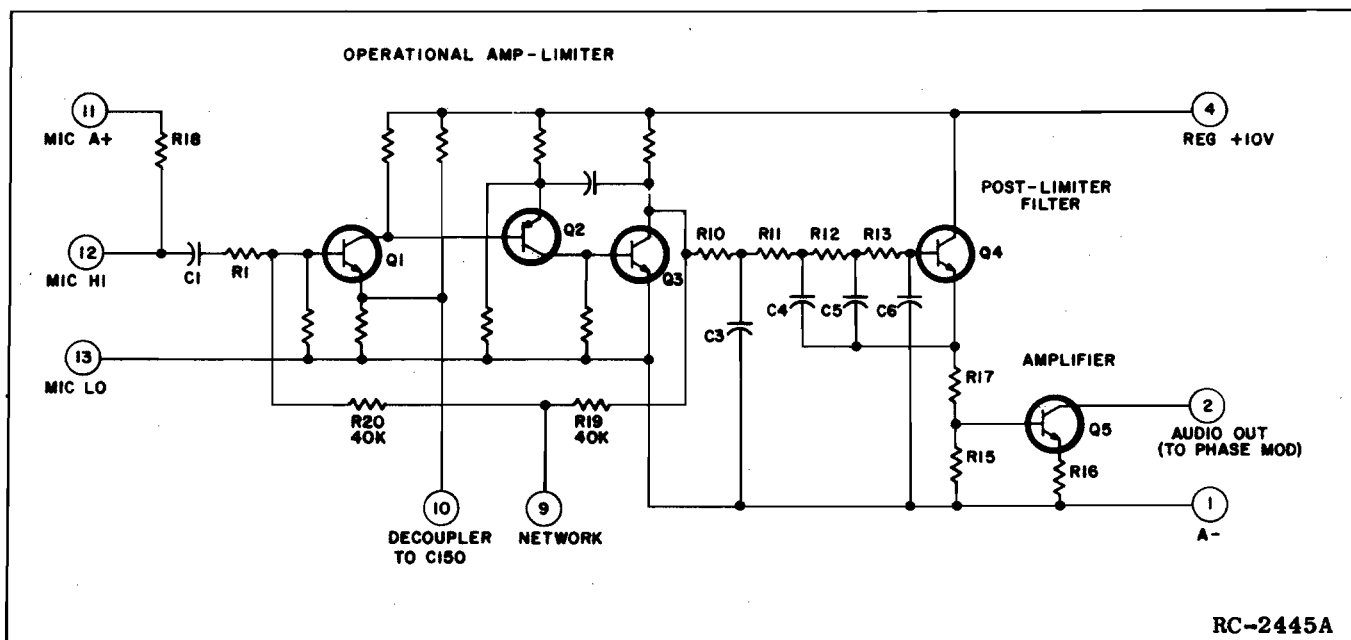 OPERATIONAL AMP-LIMITER
11
MIC A+
R18
4
REG +10V
POST-LIMITER
FILTER
12
MIC HI
C1
R1
Q1
Q2
Q3
R10
R11
R12
R13
Q4
C3
C4
C5
C6
13
MIC LO
R20
40K
R19
40K
AMPLIFIER
R17
Q5
2
AUDIO OUT
(TO PHASE MOD)
R15
R16
10
DECOUPLER
TO C150
9
NETWORK
1
A-
RC-2445A